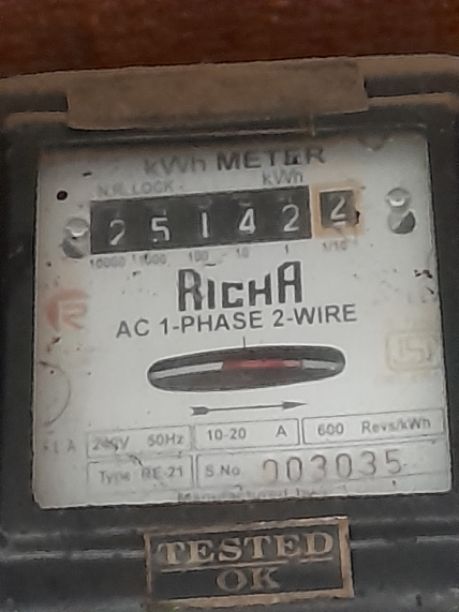 kWh METER
N.R. LOCK kWh
2 5 1 4 2 2
10000 1000 100 10 1 1/10
RICHA
AC 1-PHASE 2-WIRE
240V 50Hz 10-20 A 600 Revs/kWh
Type RE-21 S.No 003035
TESTED
OK